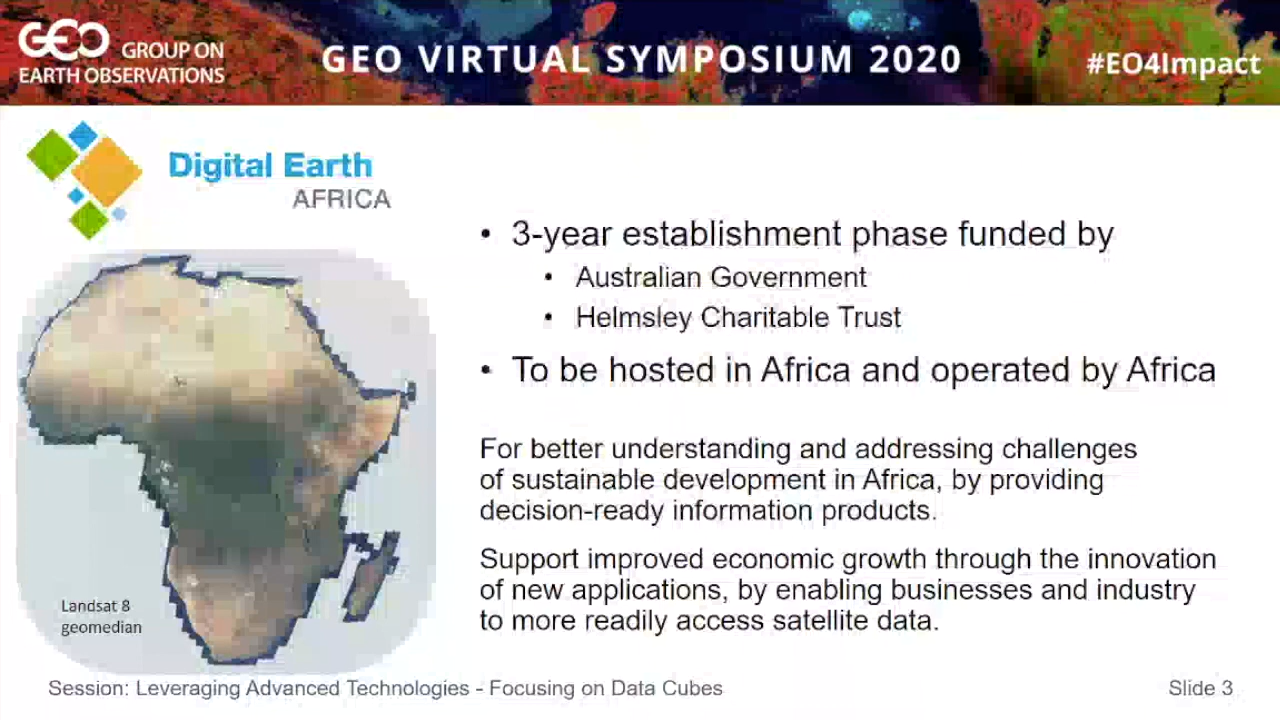 GEO GROUP ON
EARTH OBSERVATIONS
GEO VIRTUAL SYMPOSIUM 2020
#EO4Impact
Digital Earth
AFRICA
• 3-year establishment phase funded by
• Australian Government
• Helmsley Charitable Trust
• To be hosted in Africa and operated by Africa
For better understanding and addressing challenges
of sustainable development in Africa, by providing
decision-ready information products.
Support improved economic growth through the innovation
of new applications, by enabling businesses and industry
to more readily access satellite data.
Landsat 8
geomedian
Session: Leveraging Advanced Technologies - Focusing on Data Cubes
Slide 3